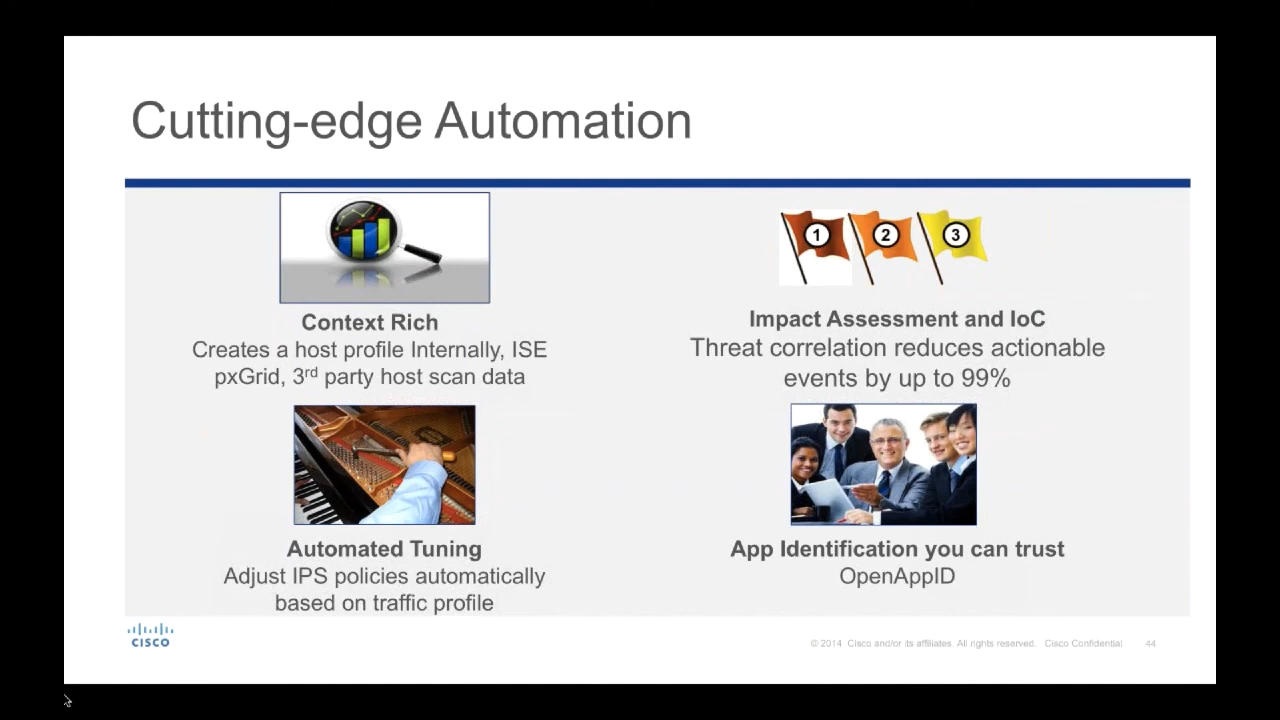 Cutting-edge Automation
1 2 3
Context Rich
Creates a host profile Internally, ISE
pxGrid, 3rd party host scan data
Impact Assessment and IoC
Threat correlation reduces actionable
events by up to 99%
Automated Tuning
Adjust IPS policies automatically
based on traffic profile
App Identification you can trust
OpenAppID
CISCO
© 2014 Cisco and/or its affiliates. All rights reserved. Cisco Confidential 44